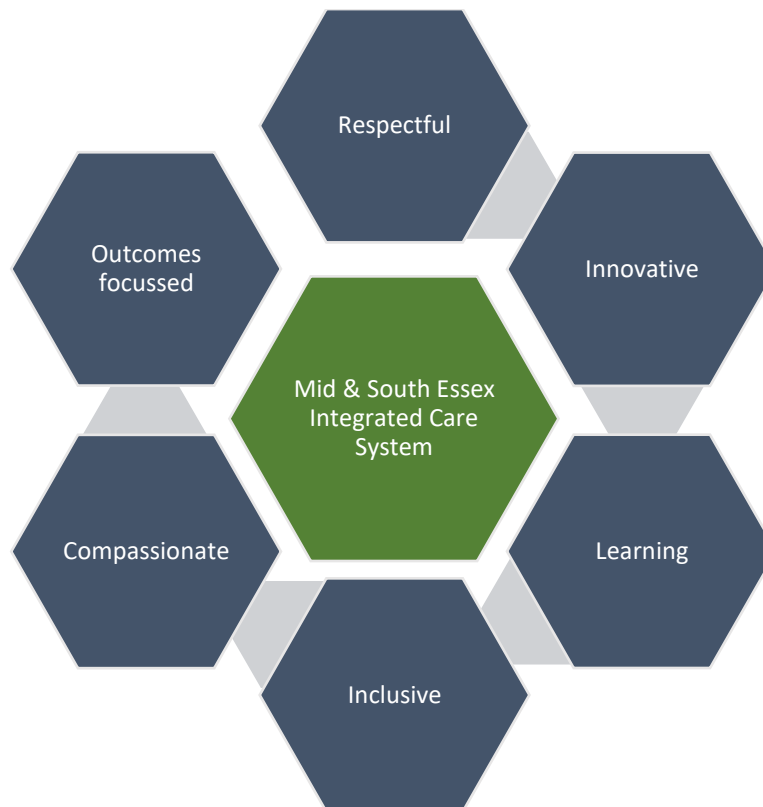 Respectful
Outcomes
focussed
Innovative
Mid & South Essex
Integrated Care
System
Compassionate
Learning
Inclusive